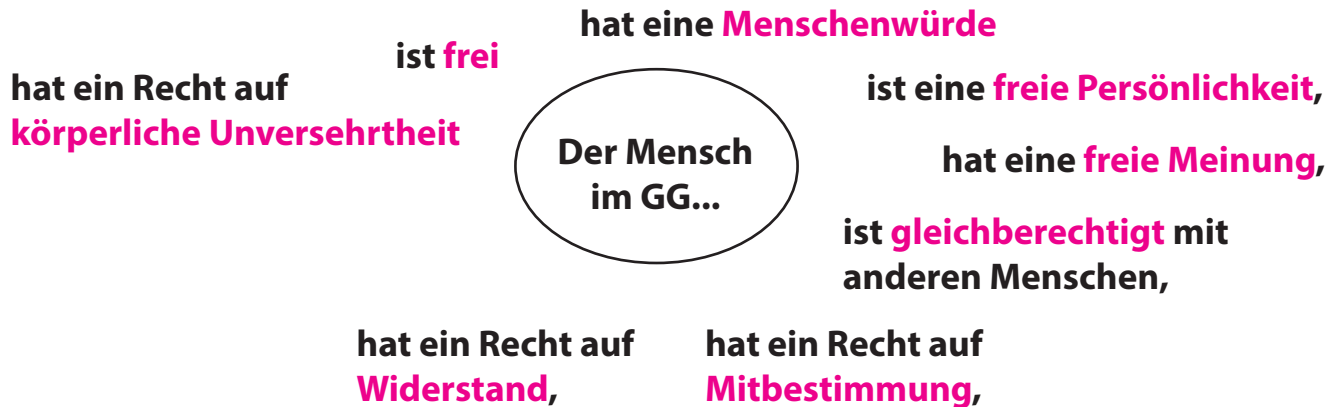 hat eine Menschenwürde
ist frei
hat ein Recht auf
körperliche Unversehrtheit
ist eine freie Persönlichkeit,
Der Mensch
im GG...
hat eine freie Meinung,
ist gleichberechtigt mit
anderen Menschen,
hat ein Recht auf
Widerstand,
hat ein Recht auf
Mitbestimmung,